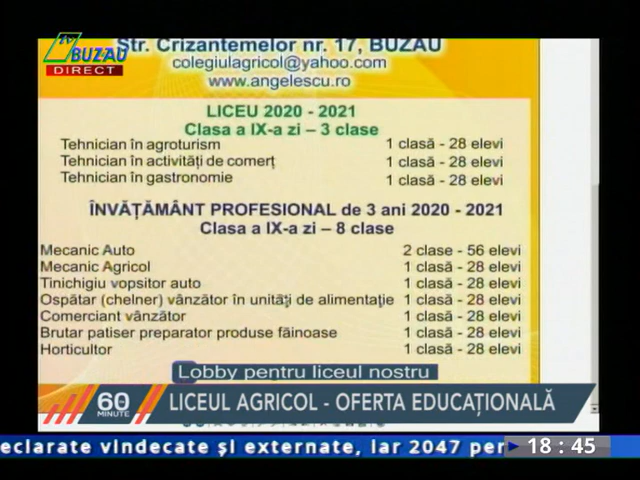 tv BUZAU
DIRECT
Str. Crizantemelor nr. 17, BUZAU
colegiulagricol@yahoo.com
www.angelescu.ro
LICEU 2020 - 2021
Clasa a IX-a zi – 3 clase
Tehnician în agroturism 1 clasă - 28 elevi
Tehnician în activități de comerț 1 clasă - 28 elevi
Tehnician în gastronomie 1 clasă - 28 elevi
ÎNVĂȚĂMÂNT PROFESIONAL de 3 ani 2020 - 2021
Clasa a IX-a zi – 8 clase
Mecanic Auto 2 clase - 56 elevi
Mecanic Agricol 1 clasă - 28 elevi
Tinichigiu vopsitor auto 1 clasă - 28 elevi
Ospătar (chelner) vânzător în unități de alimentație 1 clasă - 28 elevi
Comerciant vânzător 1 clasă - 28 elevi
Brutar patiser preparator produse făinoase 1 clasă - 28 elevi
Horticultor 1 clasă - 28 elevi
Lobby pentru liceul nostru
60 MINUTE LICEUL AGRICOL - OFERTA EDUCAȚIONALĂ
eclarate vindecate și externate, iar 2047 per 18:45